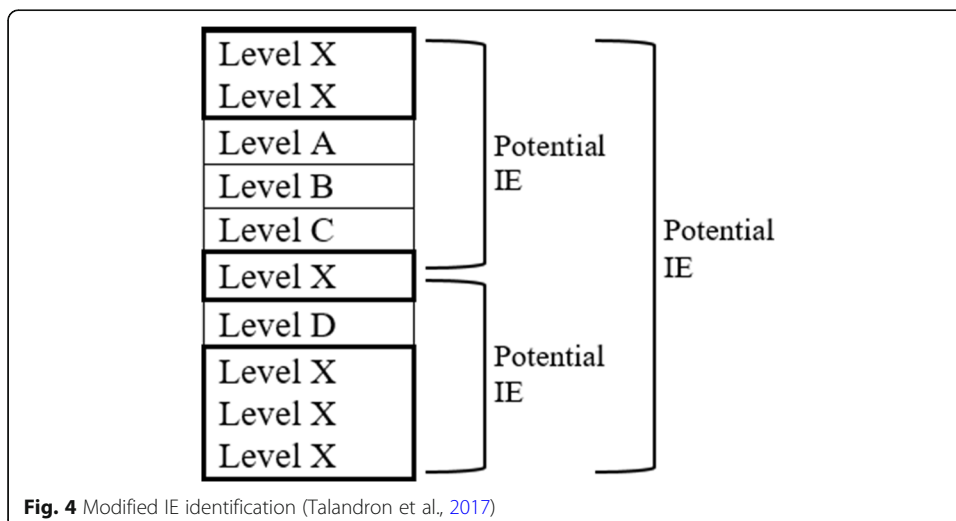 Level X
Level X
Level A
Level B
Level C
Level X
Level D
Level X
Level X
Level X
Potential
IE
Potential
IE
Potential
IE
Fig. 4 Modified IE identification (Talandron et al., 2017)